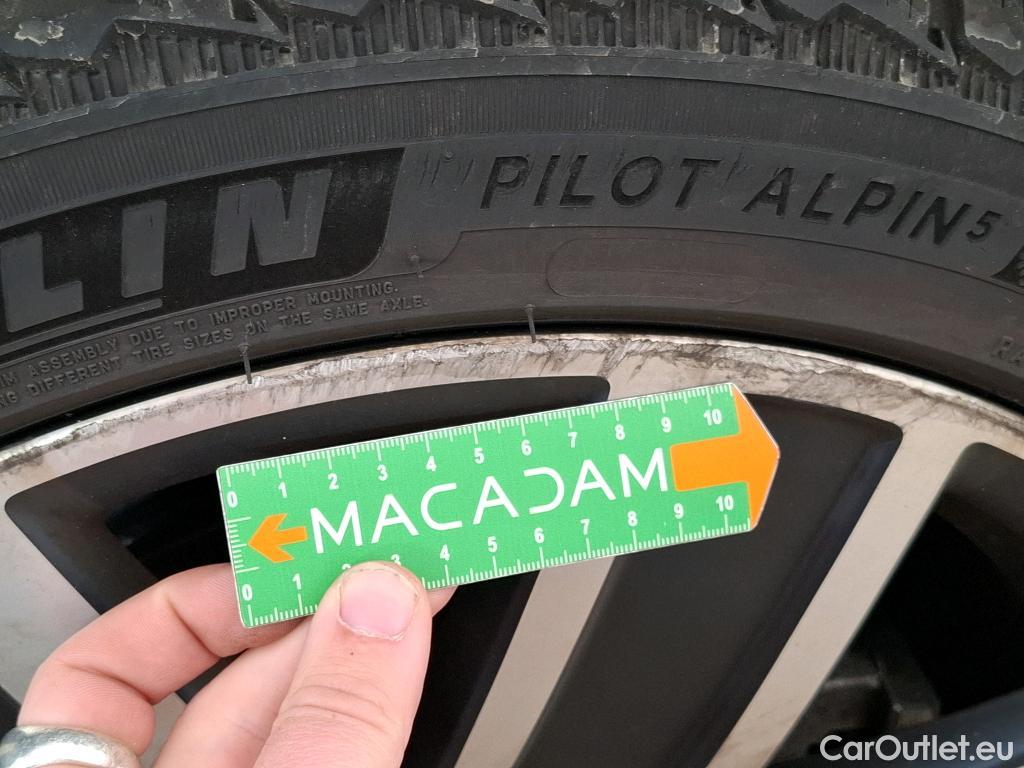 PILOT ALPIN5
LIN
ASSEMBLY DUE TO IMPROPER MOUNTING.
DIFFERENT TIRE SIZES ON THE SAME AXLE.
RA
0 1 2 3 4 5 6 7 8 9 10
MACADAM
0 1 2 3 4 5 6 7 8 9 10
CarOutlet.eu